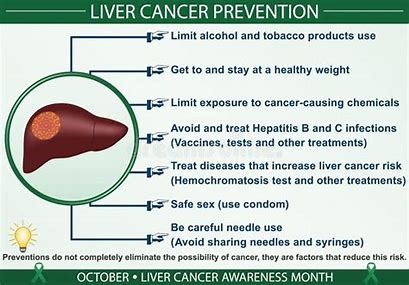 LIVER CANCER PREVENTION
Limit alcohol and tobacco products use
Get to and stay at a healthy weight
Limit exposure to cancer-causing chemicals
Avoid and treat Hepatitis B and C infections
(Vaccines, tests and other treatments)
Treat diseases that increase liver cancer risk
(Hemochromatosis test and other treatments)
Safe sex (use condom)
Be careful needle use
(Avoid sharing needles and syringes)
Preventions do not completely eliminate the possibility of cancer, they are factors that reduce this risk.
OCTOBER • LIVER CANCER AWARENESS MONTH